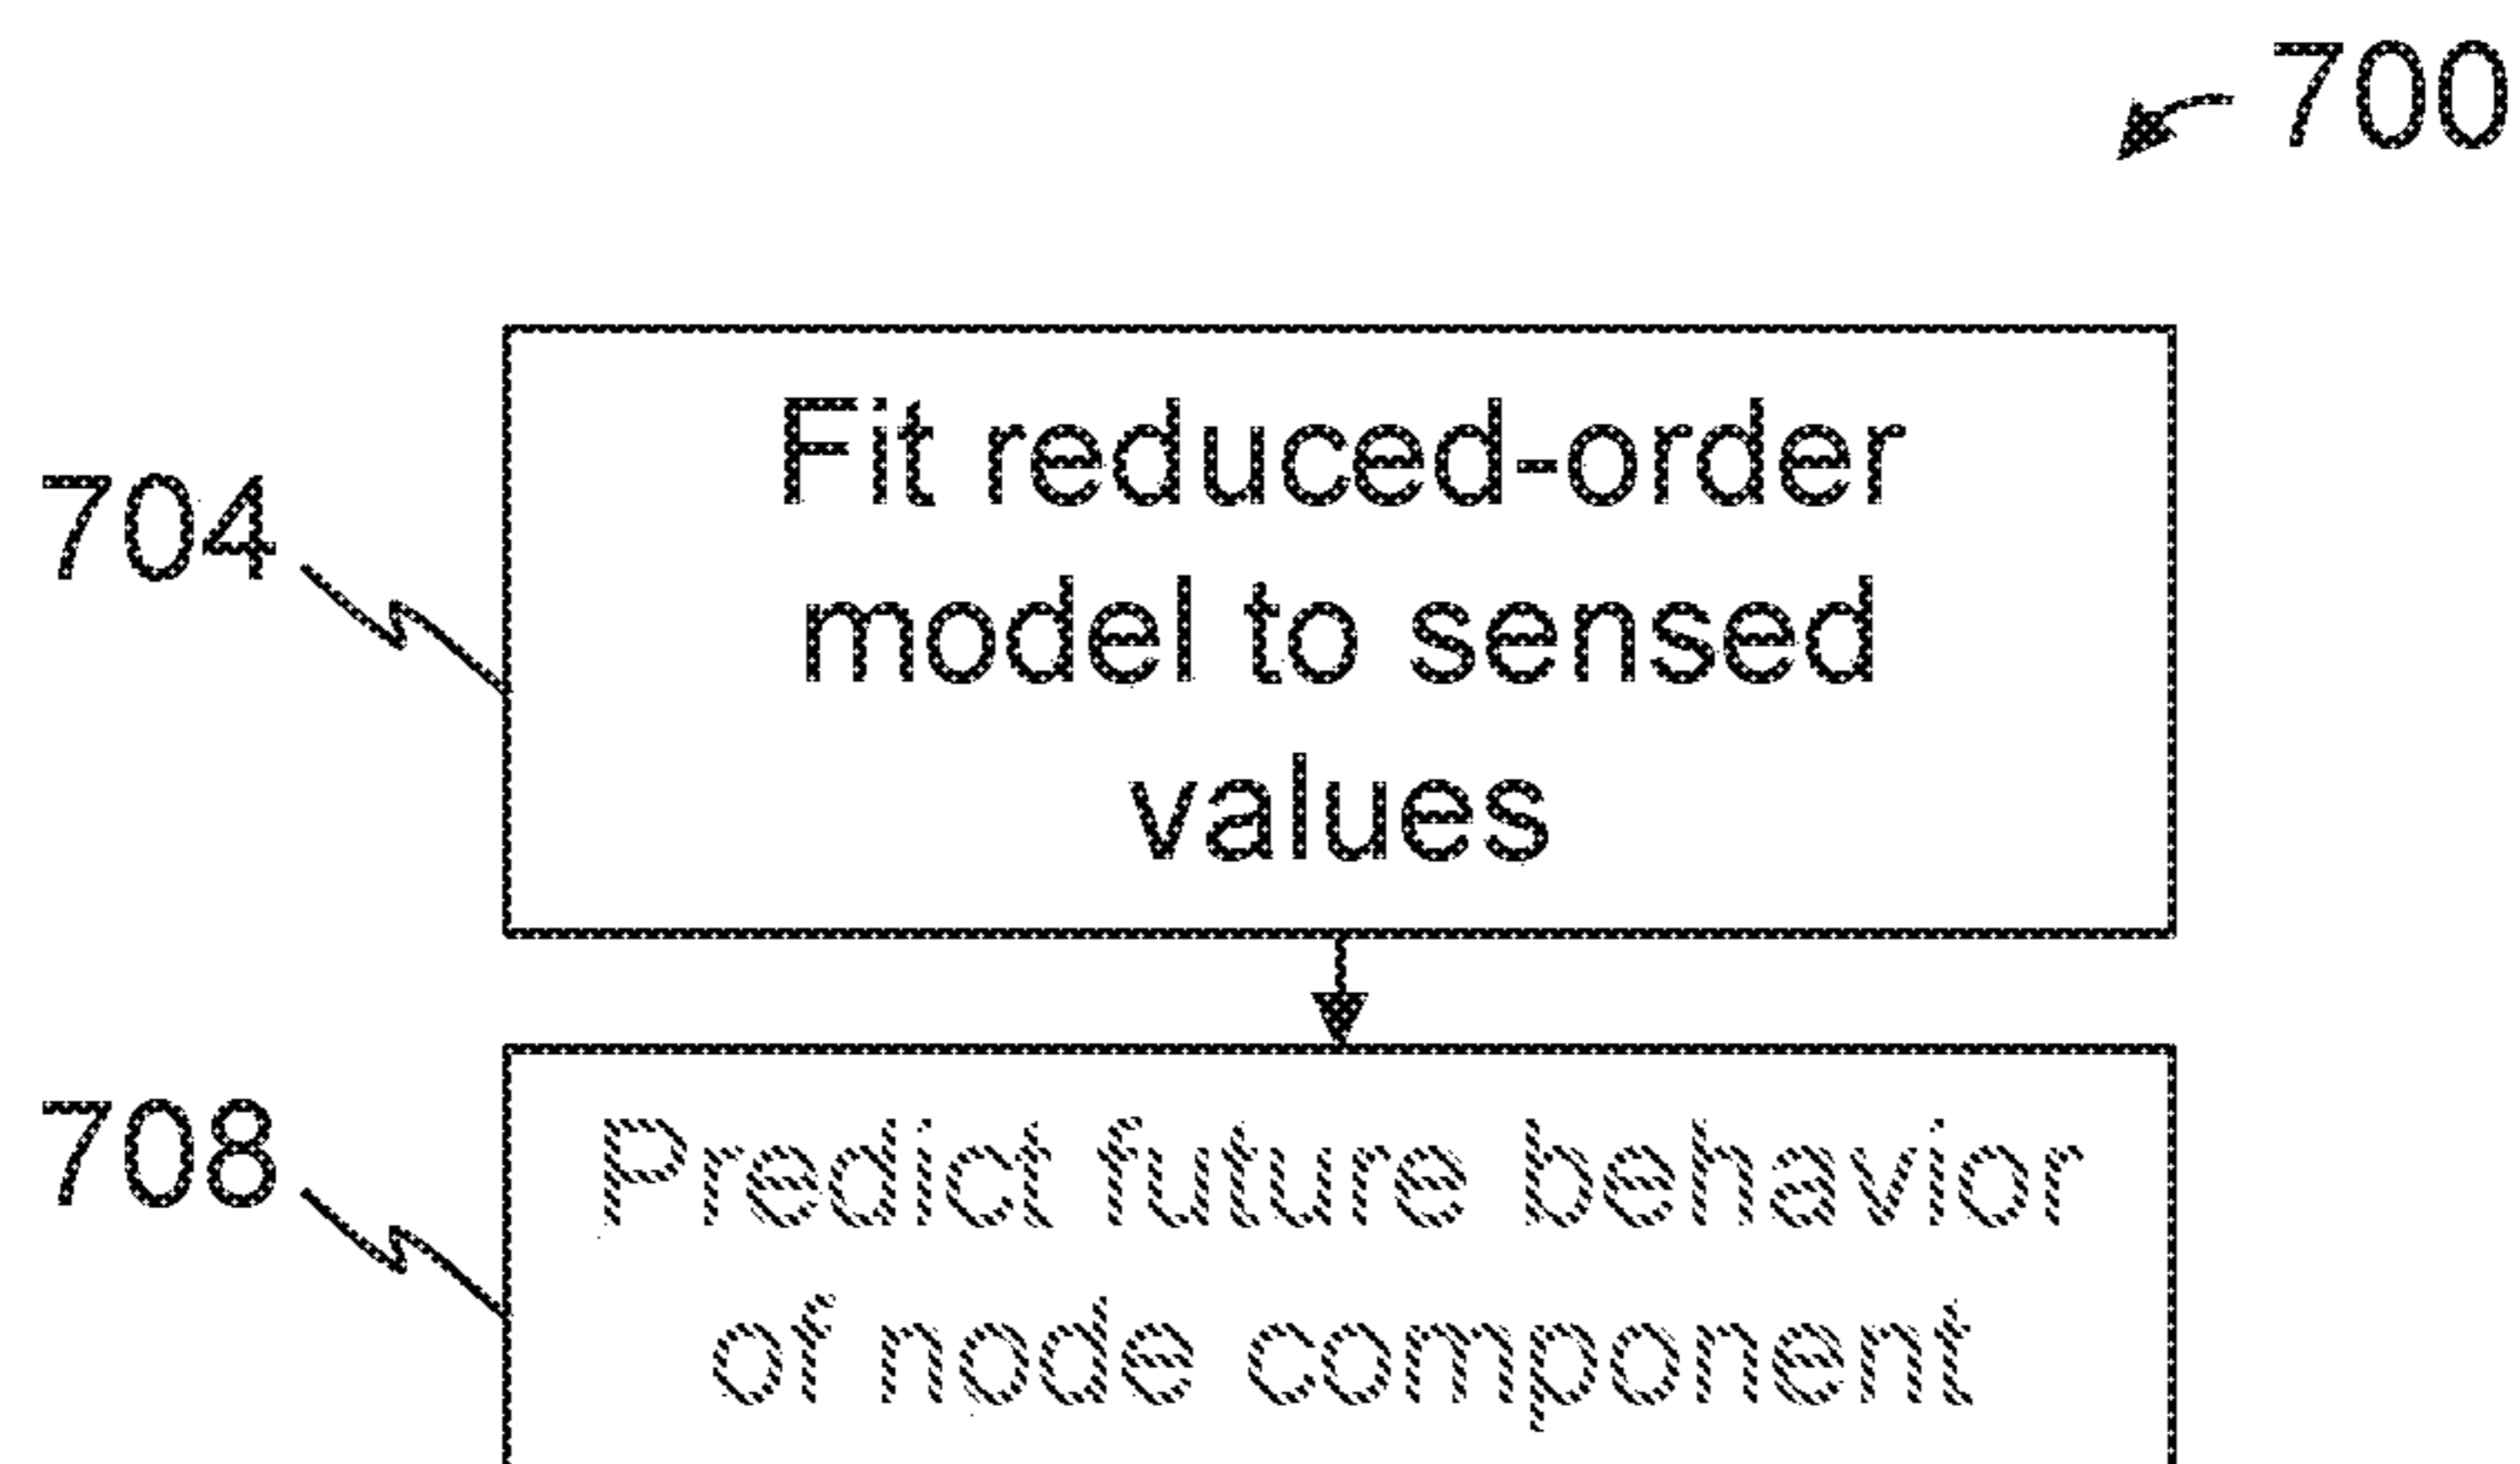 700
704
Fit reduced-order
model to sensed
values
708
Predict future behavior
of node component